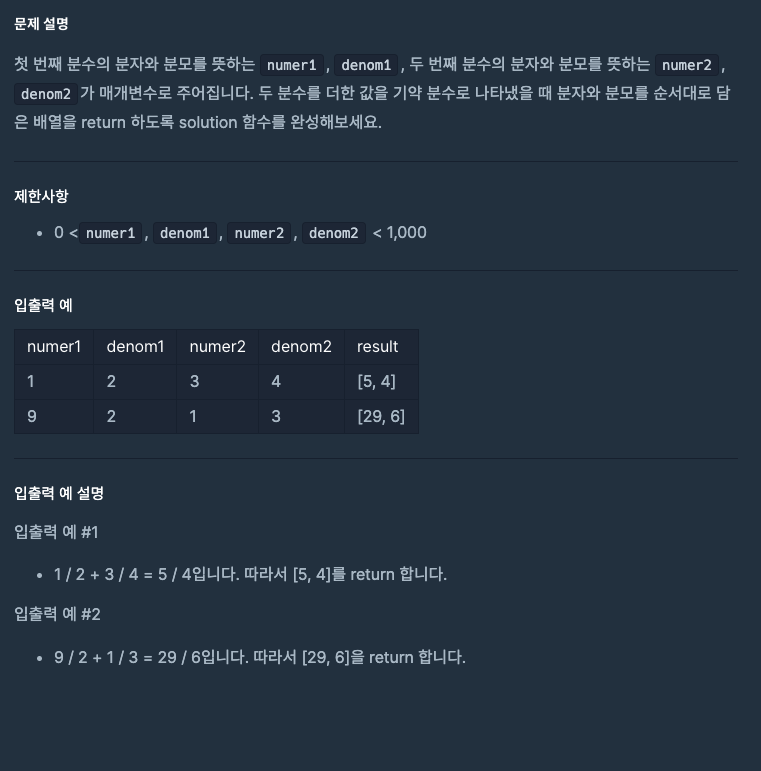 문제 설명
첫 번째 분수의 분자와 분모를 뜻하는 numer1, denom1, 두 번째 분수의 분자와 분모를 뜻하는 numer2,
denom2가 매개변수로 주어집니다. 두 분수를 더한 값을 기약 분수로 나타냈을 때 분자와 분모를 순서대로 담
은 배열을 return 하도록 solution 함수를 완성해보세요.
제한사항
• 0 < numer1, denom1, numer2, denom2 < 1,000
입출력 예
numer1 denom1 numer2 denom2 result
1 2 3 4 [5, 4]
9 2 1 3 [29, 6]
입출력 예 설명
입출력 예 #1
• 1 / 2 + 3 / 4 = 5 / 4입니다. 따라서 [5, 4]를 return 합니다.
입출력 예 #2
• 9 / 2 + 1 / 3 = 29 / 6입니다. 따라서 [29, 6]을 return 합니다.